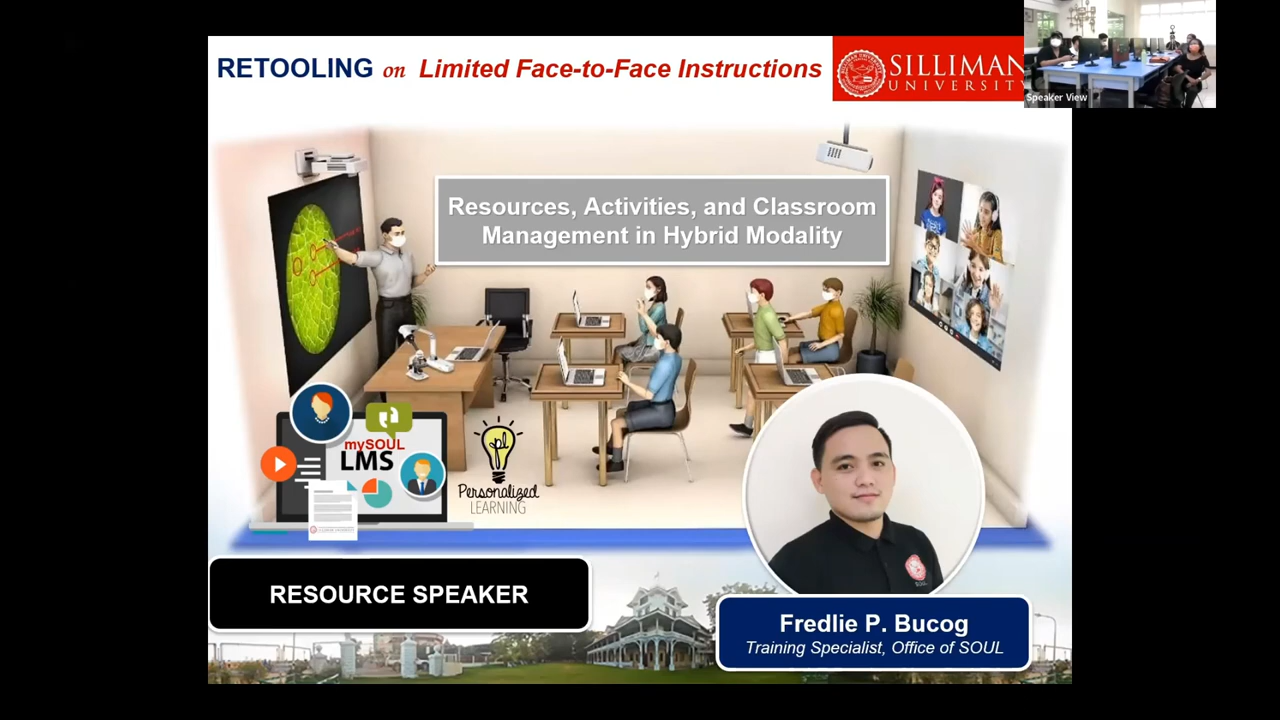 RETOOLING on Limited Face-to-Face Instructions
SILLIMAN
UNIVERSITY
Speaker View
Resources, Activities, and Classroom
Management in Hybrid Modality
mySOUL
LMS
pl
Personalized
LEARNING
RESOURCE SPEAKER
Fredlie P. Bucog
Training Specialist, Office of SOUL